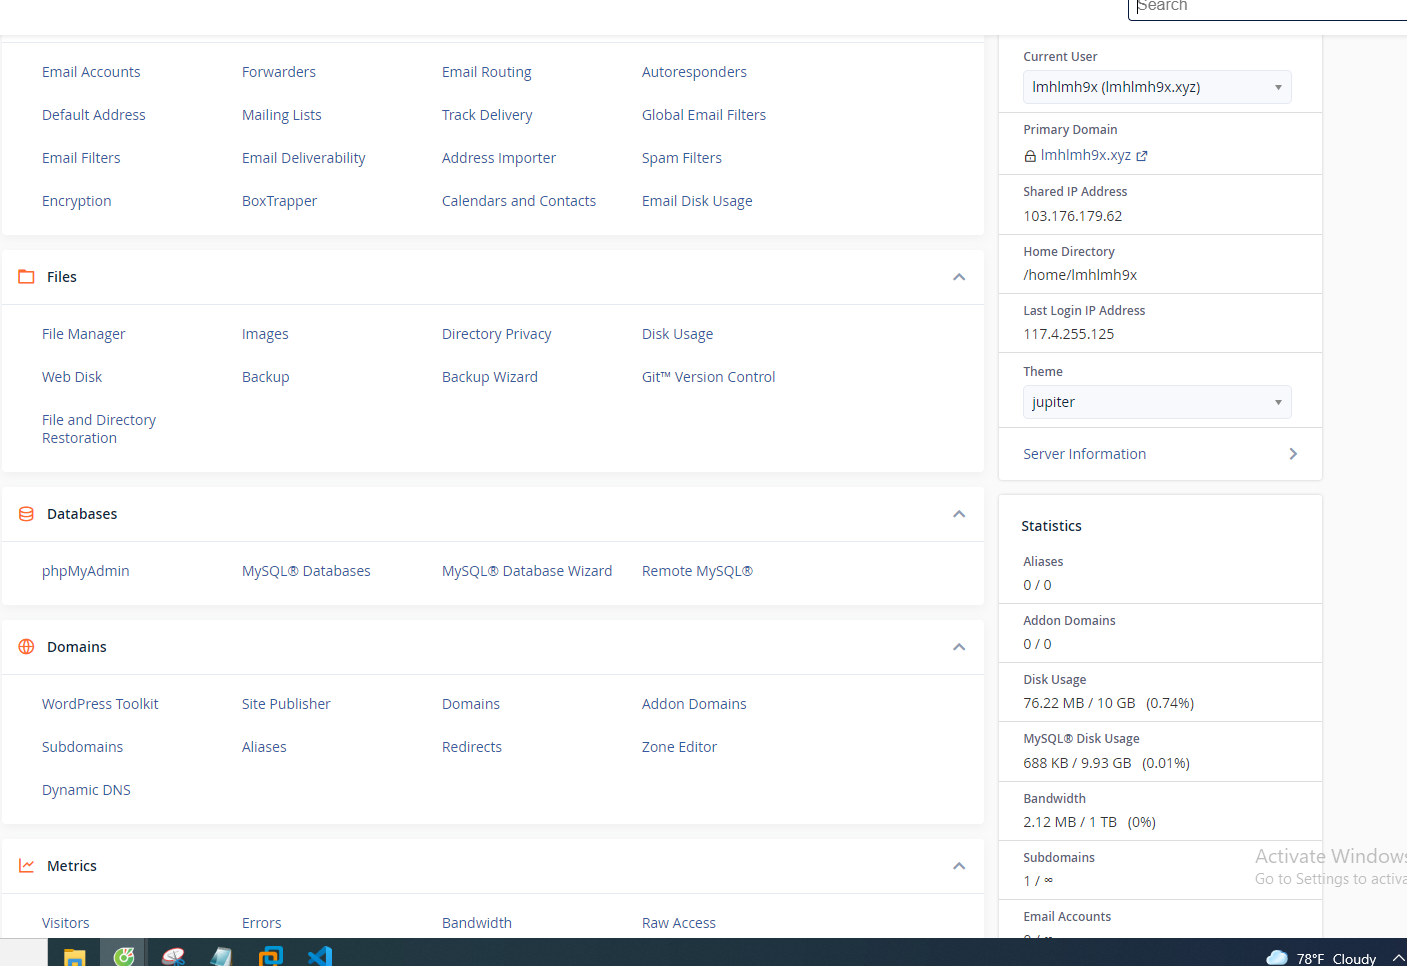 Search
Email Accounts Forwarders Email Routing Autoresponders
Default Address Mailing Lists Track Delivery Global Email Filters
Email Filters Email Deliverability Address Importer Spam Filters
Encryption BoxTrapper Calendars and Contacts Email Disk Usage
Files
File Manager Images Directory Privacy Disk Usage
Web Disk Backup Backup Wizard Git™ Version Control
File and Directory
Restoration
Databases
phpMyAdmin MySQL® Databases MySQL® Database Wizard Remote MySQL®
Domains
WordPress Toolkit Site Publisher Domains Addon Domains
Subdomains Aliases Redirects Zone Editor
Dynamic DNS
Metrics
Visitors Errors Bandwidth Raw Access
Current User
lmhlmh9x (lmhlmh9x.xyz)
Primary Domain
lmhlmh9x.xyz
Shared IP Address
103.176.179.62
Home Directory
/home/lmhlmh9x
Last Login IP Address
117.4.255.125
Theme
jupiter
Server Information
Statistics
Aliases
0 / 0
Addon Domains
0 / 0
Disk Usage
76.22 MB / 10 GB (0.74%)
MySQL® Disk Usage
688 KB / 9.93 GB (0.01%)
Bandwidth
2.12 MB / 1 TB (0%)
Subdomains
1 / ∞
Email Accounts
Activate Windows
Go to Settings to activa
78°F Cloudy